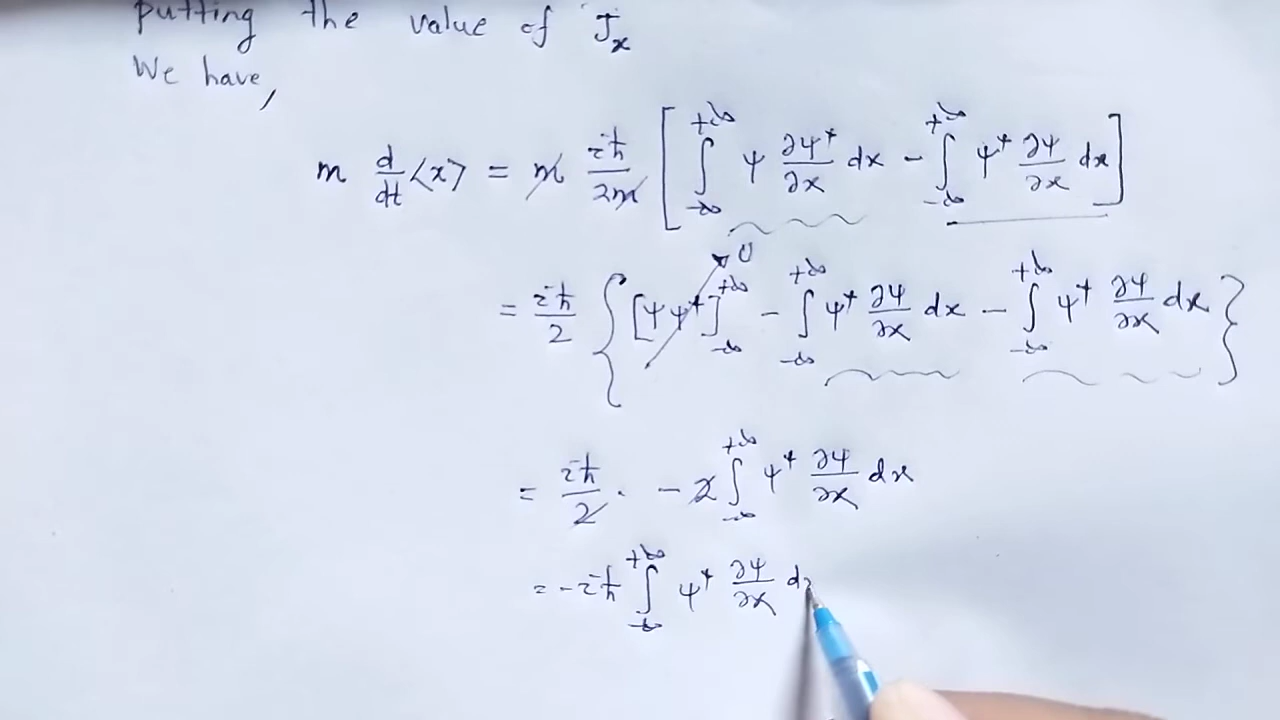 putting the value of J_x
We have,
m d/dt <x> = m iħ/2m [ ∫_{-∞}^{+∞} ψ ∂ψ*/∂x dx - ∫_{-∞}^{+∞} ψ* ∂ψ/∂x dx ]
= iħ/2 { [ψψ*]_{-∞}^{+∞} → 0 - ∫_{-∞}^{+∞} ψ* ∂ψ/∂x dx - ∫_{-∞}^{+∞} ψ* ∂ψ/∂x dx }
= iħ/2 · -2 ∫_{-∞}^{+∞} ψ* ∂ψ/∂x dx
= -iħ ∫_{-∞}^{+∞} ψ* ∂ψ/∂x dx